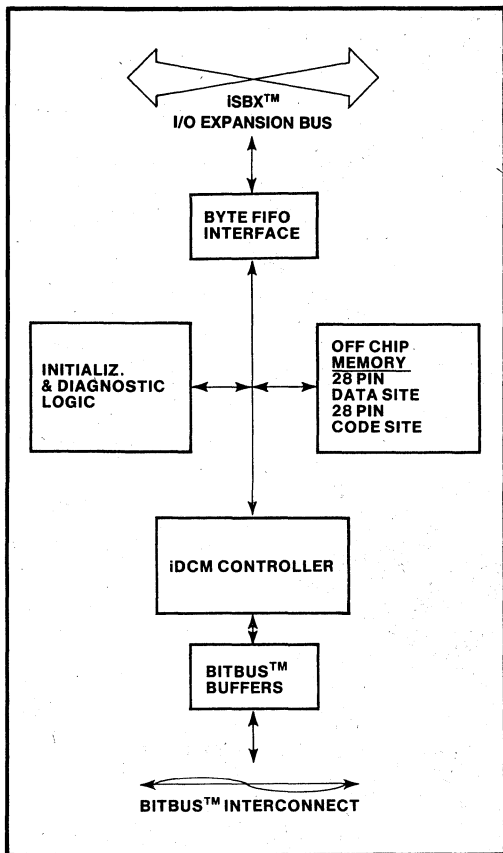 iSBX™
I/O EXPANSION BUS
BYTE FIFO
INTERFACE
INITIALIZ.
& DIAGNOSTIC
LOGIC
OFF CHIP
MEMORY
28 PIN
DATA SITE
28 PIN
CODE SITE
iDCM CONTROLLER
BITBUS™
BUFFERS
BITBUS™ INTERCONNECT